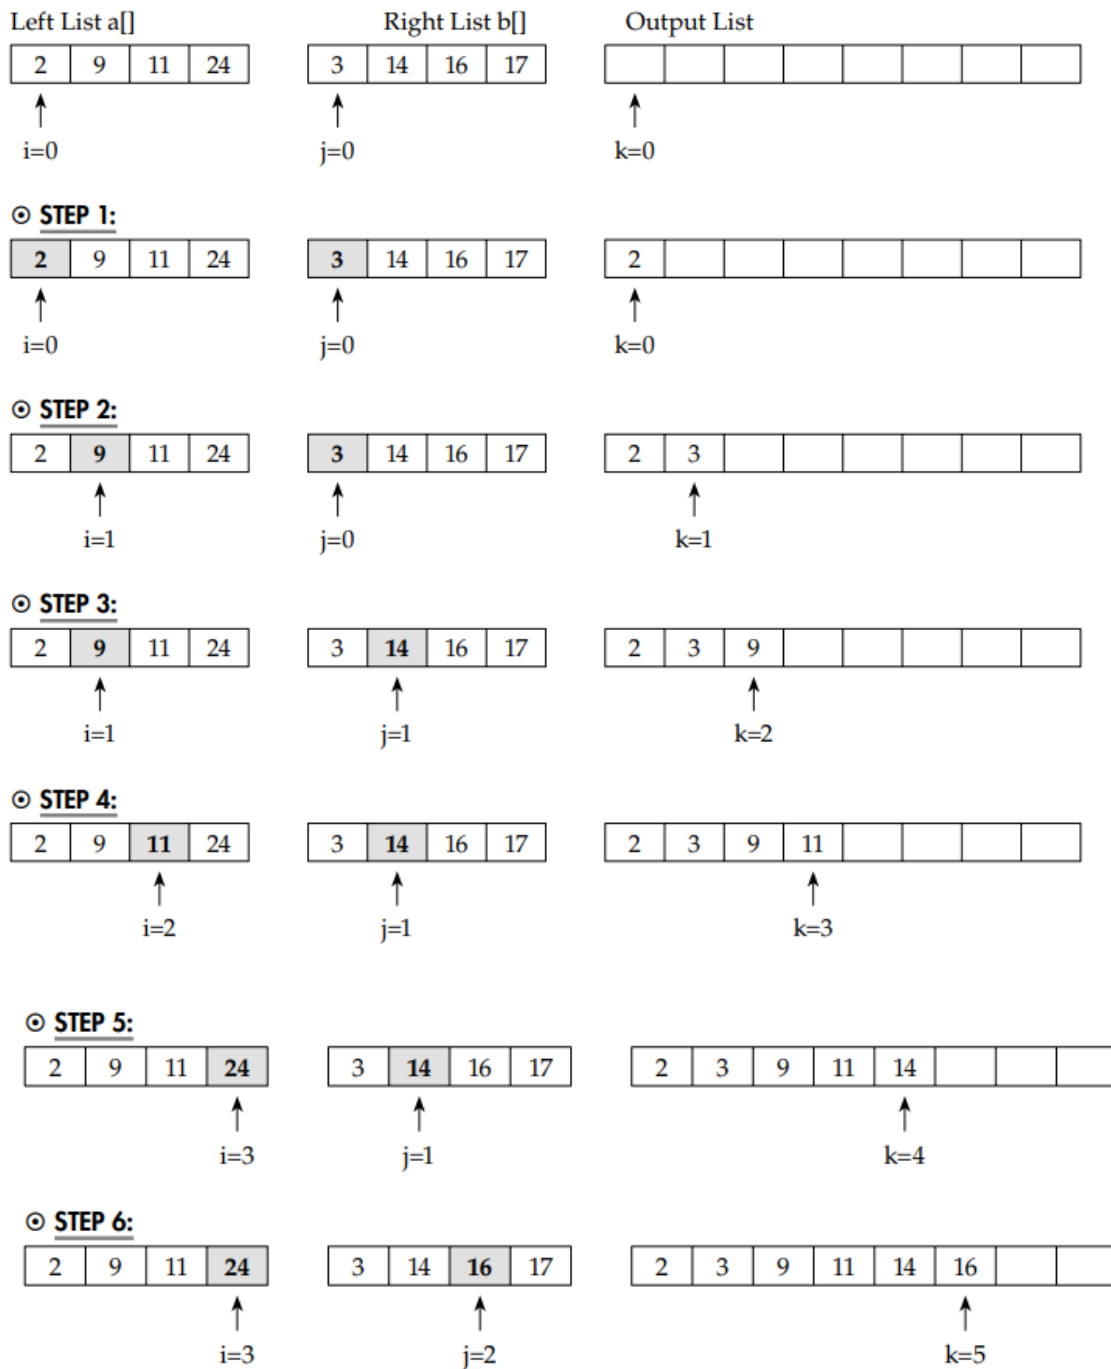 Left List a[] Right List b[] Output List
2 9 11 24 3 14 16 17
i=0 j=0 k=0
⊙ STEP 1:
2 9 11 24 3 14 16 17 2
i=0 j=0 k=0
⊙ STEP 2:
2 9 11 24 3 14 16 17 2 3
i=1 j=0 k=1
⊙ STEP 3:
2 9 11 24 3 14 16 17 2 3 9
i=1 j=1 k=2
⊙ STEP 4:
2 9 11 24 3 14 16 17 2 3 9 11
i=2 j=1 k=3
⊙ STEP 5:
2 9 11 24 3 14 16 17 2 3 9 11 14
i=3 j=1 k=4
⊙ STEP 6:
2 9 11 24 3 14 16 17 2 3 9 11 14 16
i=3 j=2 k=5